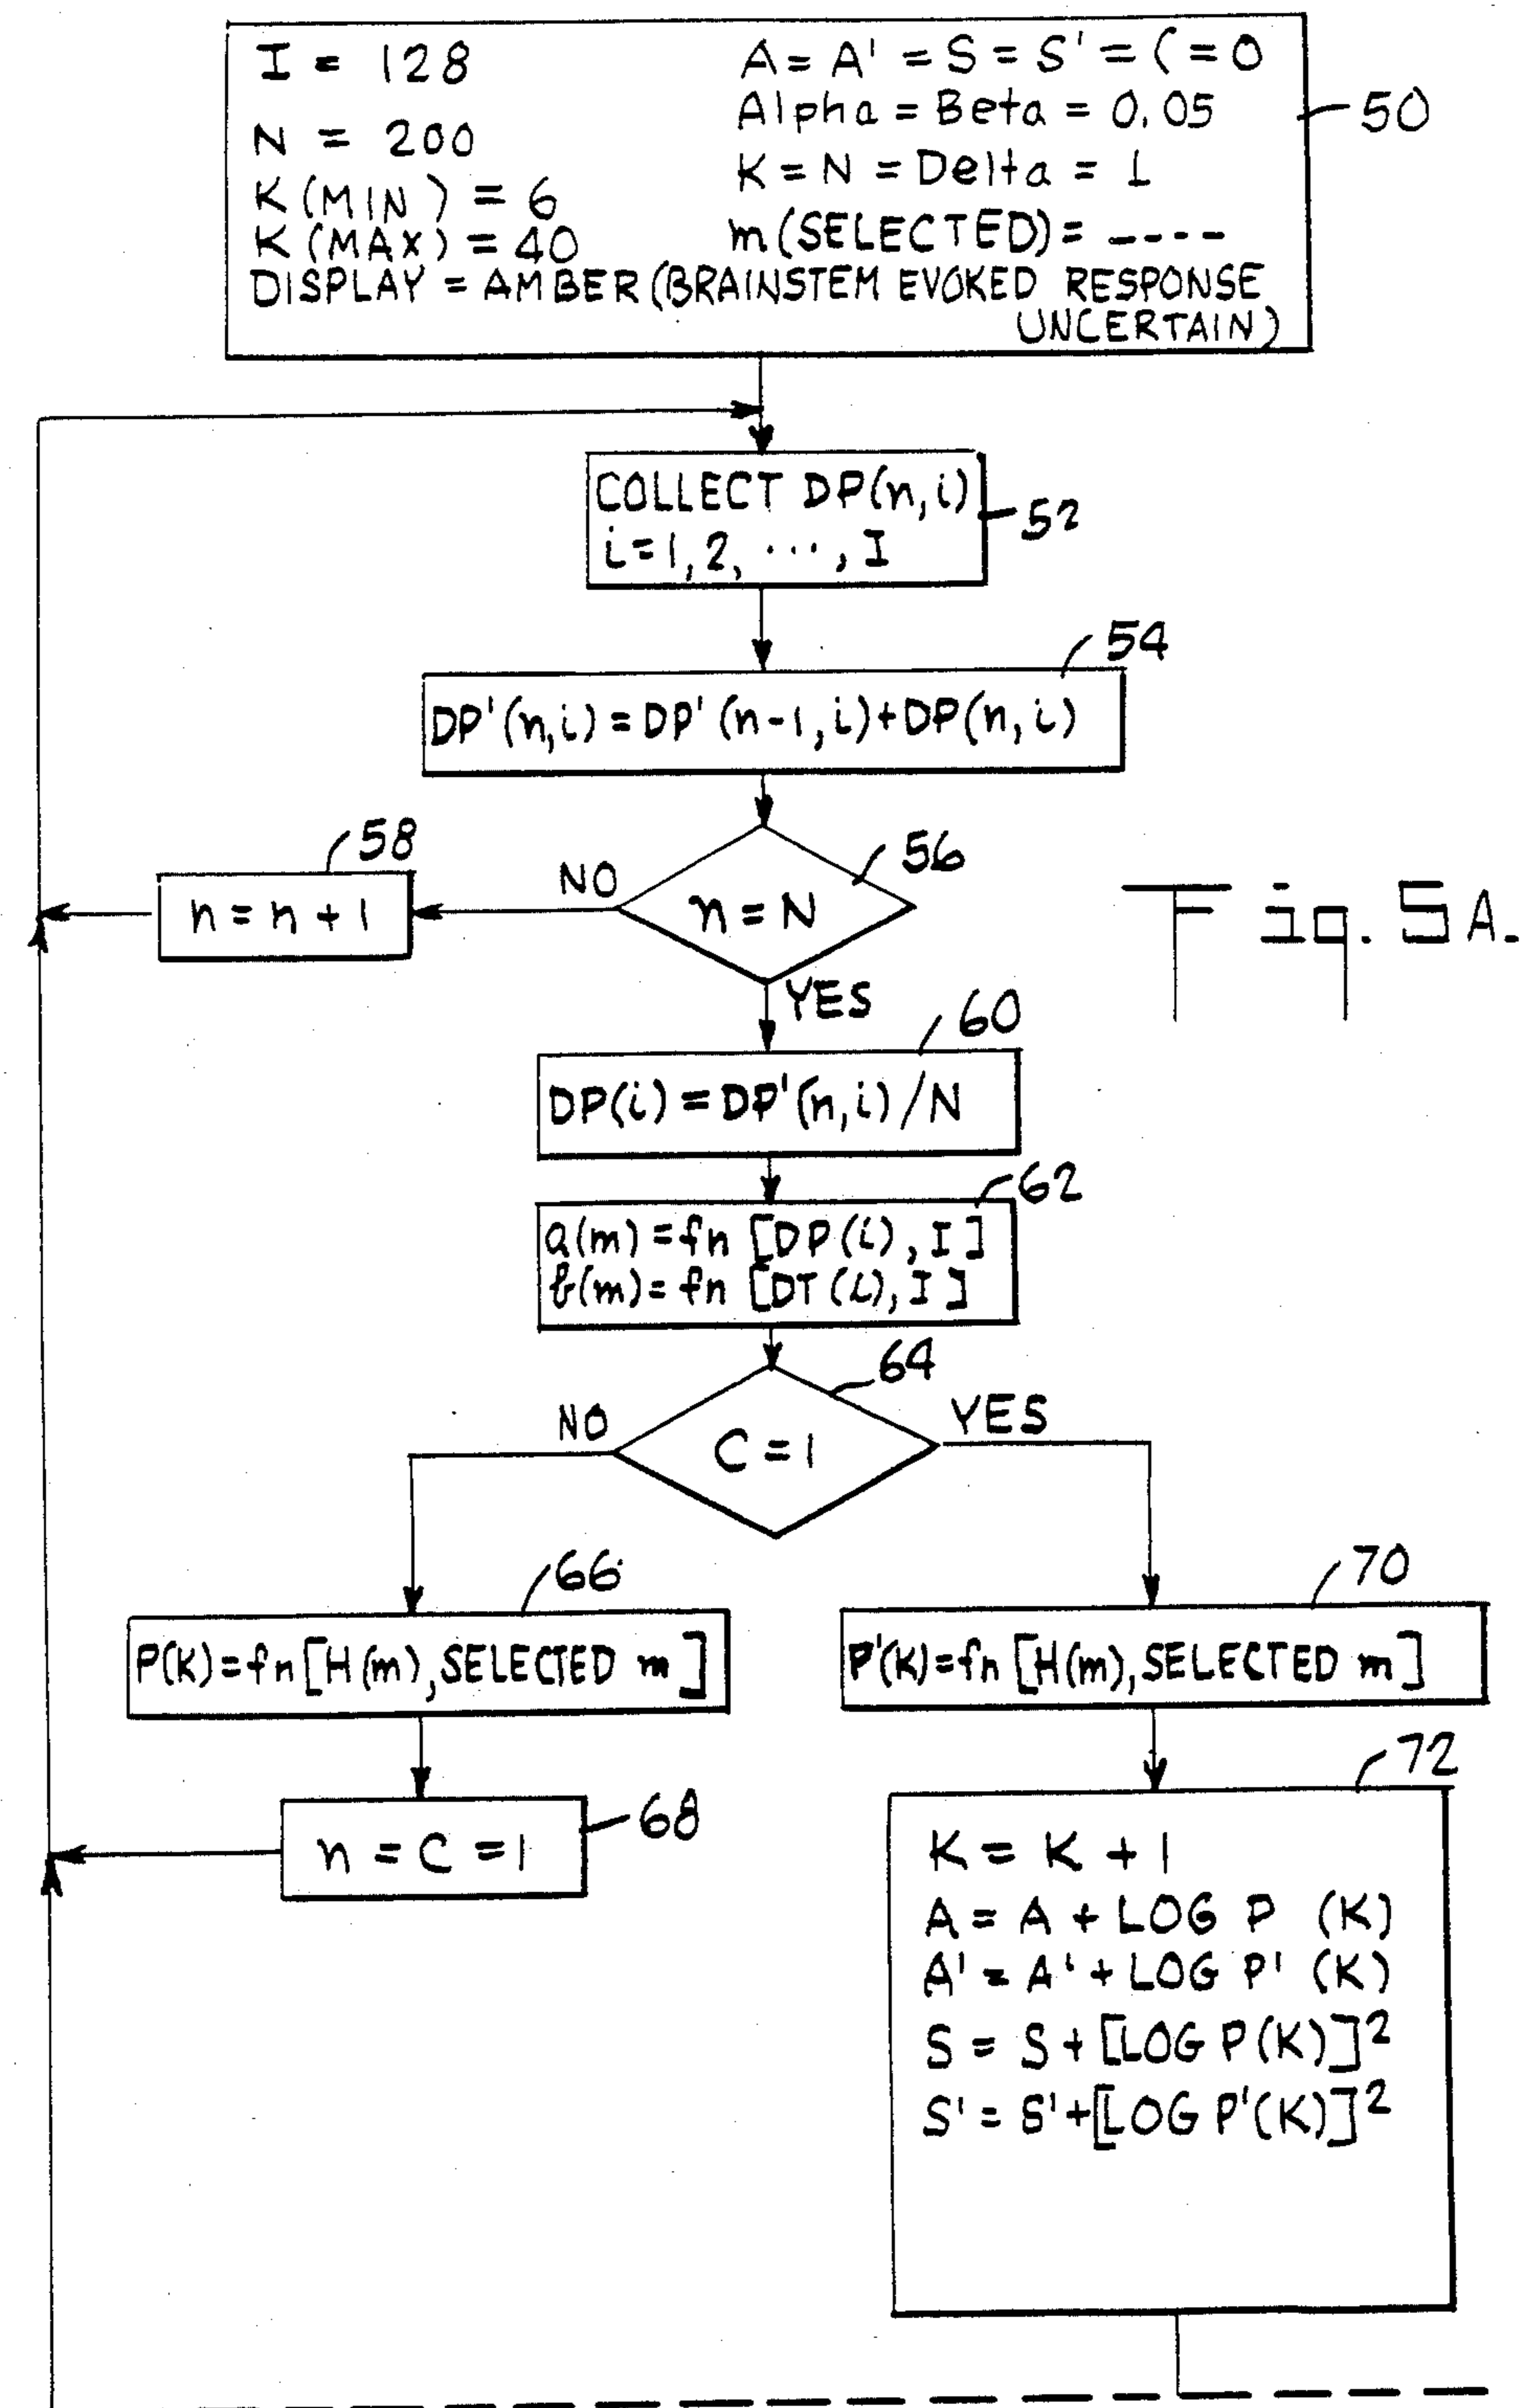 I = 128
N = 200
K (MIN) = 6
K (MAX) = 40
A = A' = S = S' = ( = 0
Alpha = Beta = 0.05
K = N = Delta = 1
m (SELECTED) = ----
DISPLAY = AMBER (BRAINSTEM EVOKED RESPONSE
UNCERTAIN)
50
COLLECT DP(n,i)
i=1,2, ..., I
52
54
DP'(n,i) = DP'(n-1,i)+DP(n,i)
58
n = n + 1
NO
56
n = N
YES
Fig. 5A.
60
DP(i) = DP'(n,i)/N
62
a(m) = fn [DP(i), I]
b(m) = fn [DT(i), I]
64
NO
C = 1
YES
66
P(K)=fn[H(m),SELECTED m]
70
P'(K)=fn[H(m),SELECTED m]
68
n = C = 1
72
K = K + 1
A = A + LOG P (K)
A' = A' + LOG P' (K)
S = S + [LOG P(K)]2
S' = S' + [LOG P'(K)]2